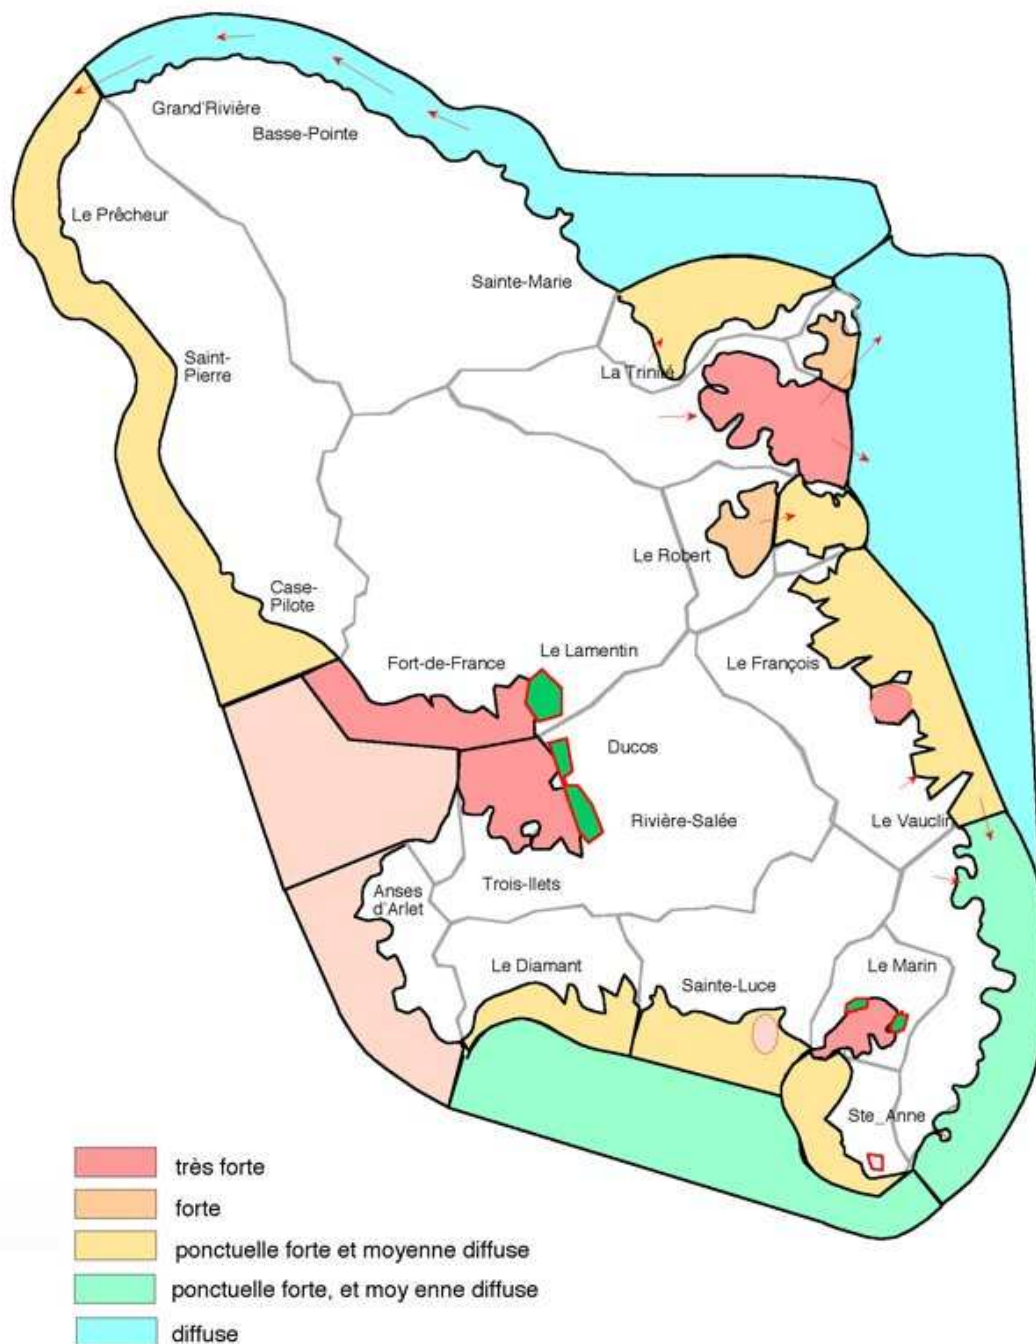 Grand'Rivière
Basse-Pointe
Le Prêcheur
Sainte-Marie
Saint-
Pierre
La Trinité
Le Robert
Case-
Pilote
Fort-de-France
Le Lamentin
Le François
Ducos
Rivière-Salée
Le Vauclin
Trois-Ilets
Anses
d'Arlet
Le Diamant
Sainte-Luce
Le Marin
Ste_Anne
très forte
forte
ponctuelle forte et moyenne diffuse
ponctuelle forte, et moy enne diffuse
diffuse